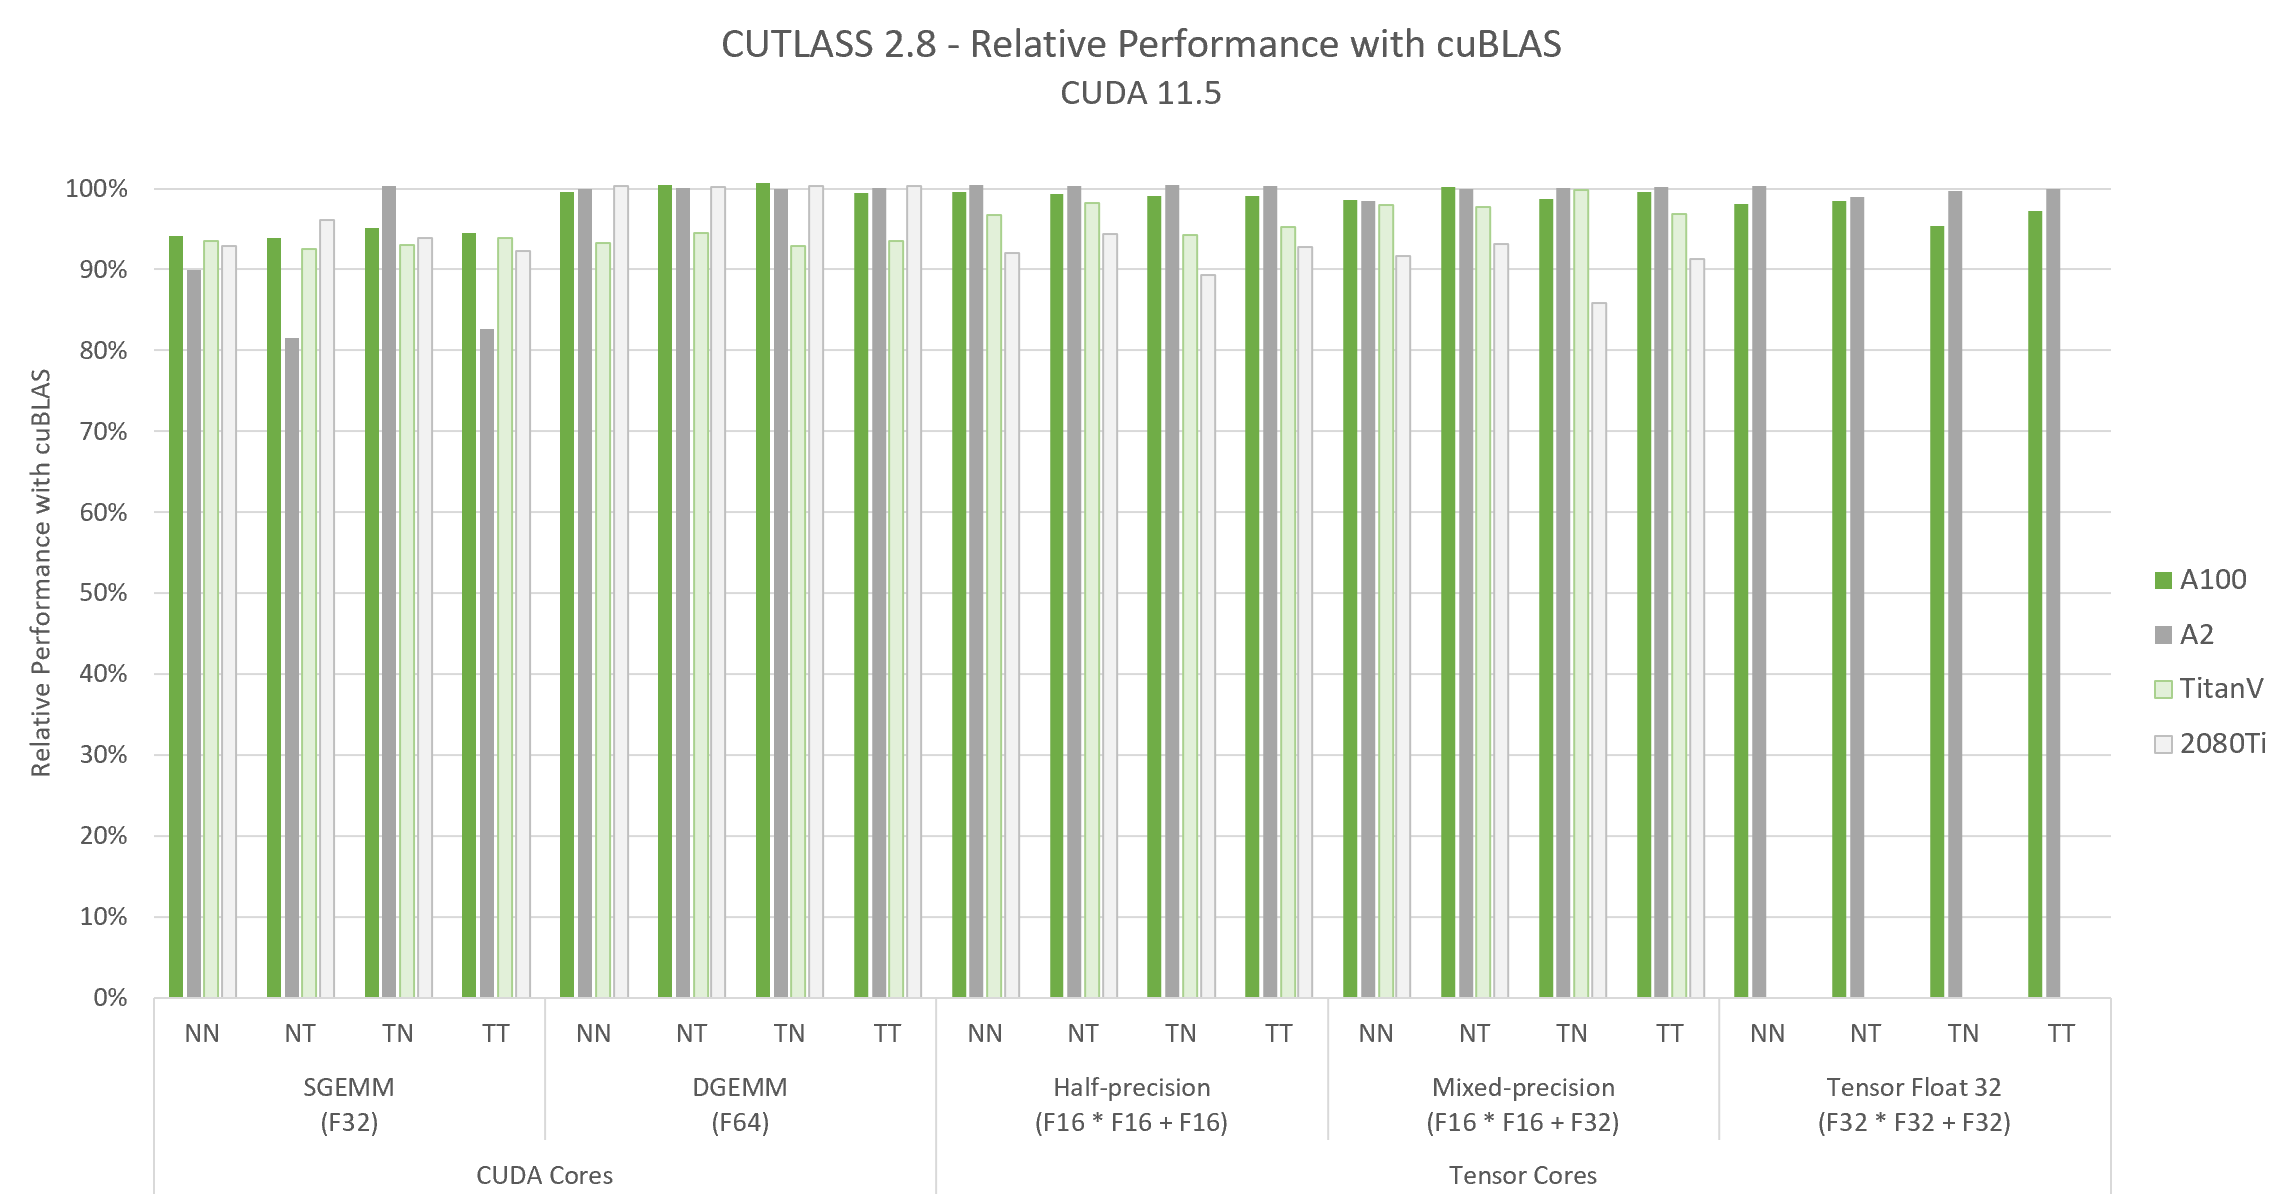 CUTLASS 2.8 - Relative Performance with cuBLAS
CUDA 11.5
Relative Performance with cuBLAS
100%
90%
80%
70%
60%
50%
40%
30%
20%
10%
0%
NN NT TN TT NN NT TN TT NN NT TN TT NN NT TN TT NN NT TN TT
SGEMM DGEMM Half-precision Mixed-precision Tensor Float 32
(F32) (F64) (F16 * F16 + F16) (F16 * F16 + F32) (F32 * F32 + F32)
CUDA Cores Tensor Cores
A100
A2
TitanV
2080Ti